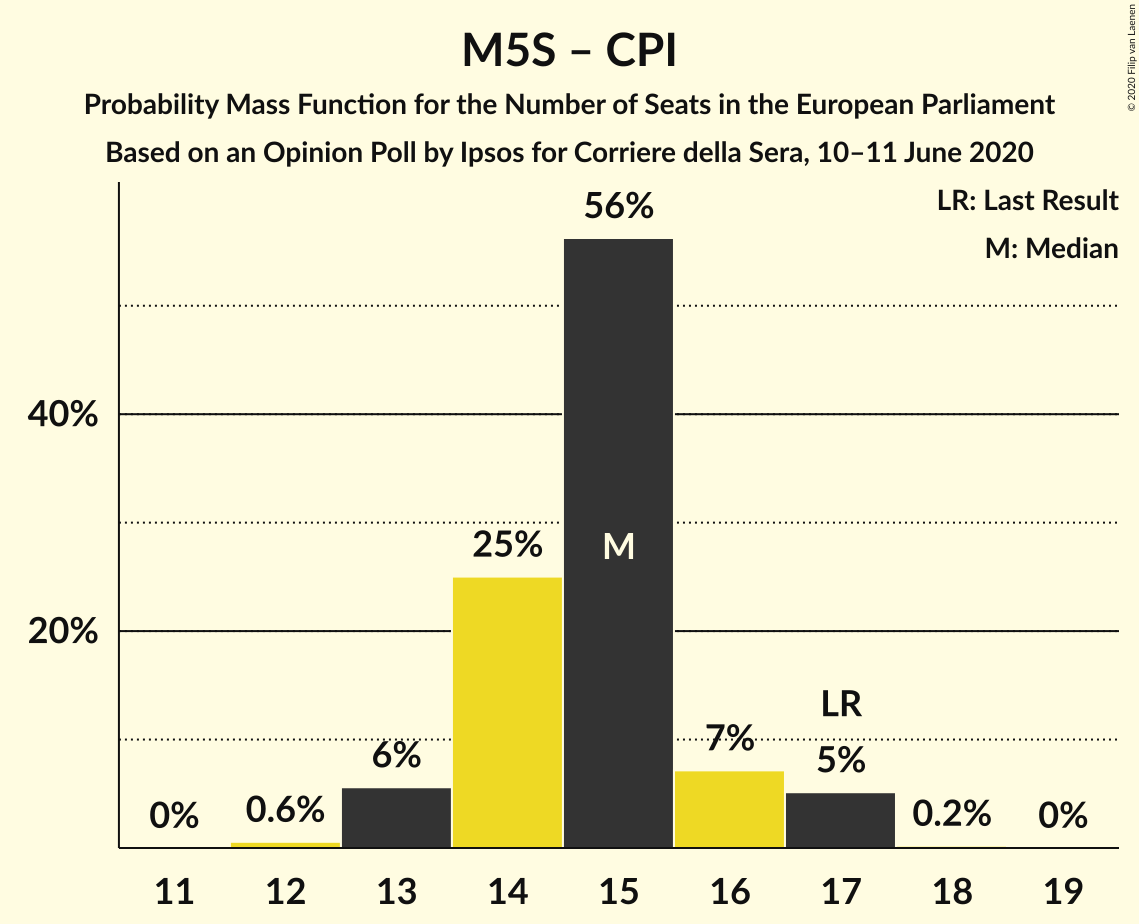 M5S – CPI
Probability Mass Function for the Number of Seats in the European Parliament
Based on an Opinion Poll by Ipsos for Corriere della Sera, 10–11 June 2020
© 2020 Filip van Laenen
LR: Last Result
M: Median
56%
40%
25%
M
20%
LR
7%
6%
5%
0%
0.6%
0.2%
0%
11 12 13 14 15 16 17 18 19